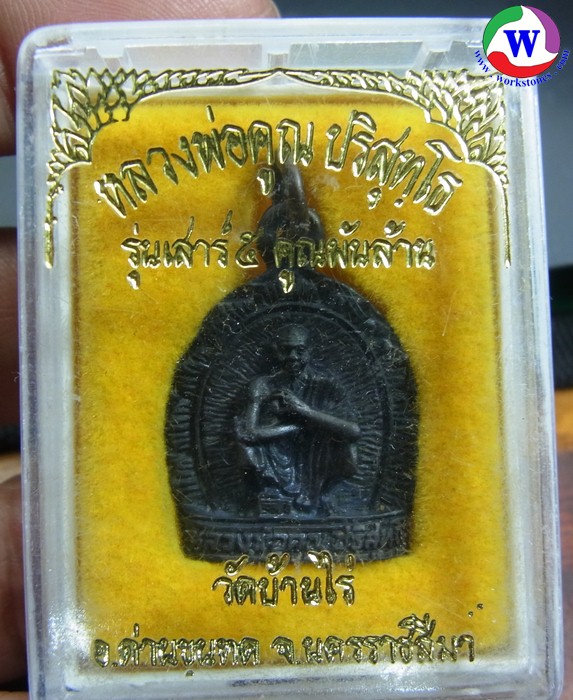 W
www.workstones.com
หลวงพ่อคูณ ปริสุทฺโธ
รุ่นเสาร์ ๕ คูณพันล้าน
วัดบ้านไร่
อ.ด่านขุนทด จ.นครราชสีมา